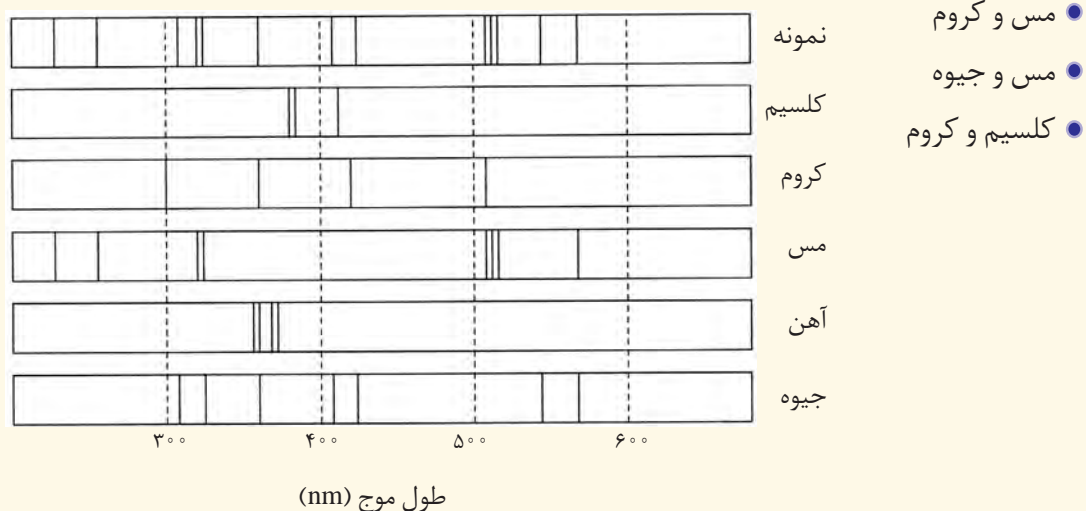 مس و کروم
مس و جیوه
کلسیم و کروم
نمونه
کلسیم
کروم
مس
آهن
جیوه
۳۰۰ ۴۰۰ ۵۰۰ ۶۰۰
طول موج (nm)